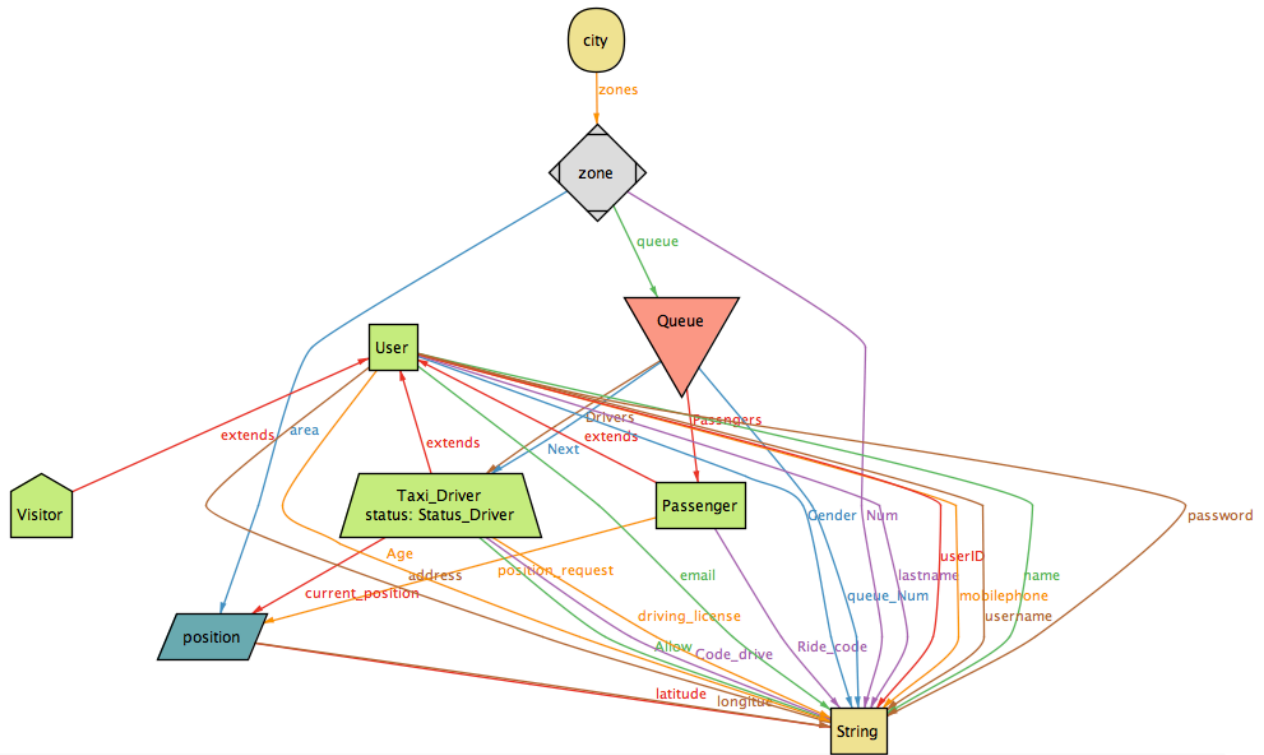 city
zones
zone
queue
Queue
User
Drivers
Passngers
extends
area
extends
extends
Next
Visitor
Taxi_Driver
status: Status_Driver
Passenger
Gender
Num
password
Age
address
position_request
email
userID
lastname
name
current_position
queue_Num
mobilephone
driving_license
username
position
Allow
Code_drive
Ride_code
latitude
longitue
String